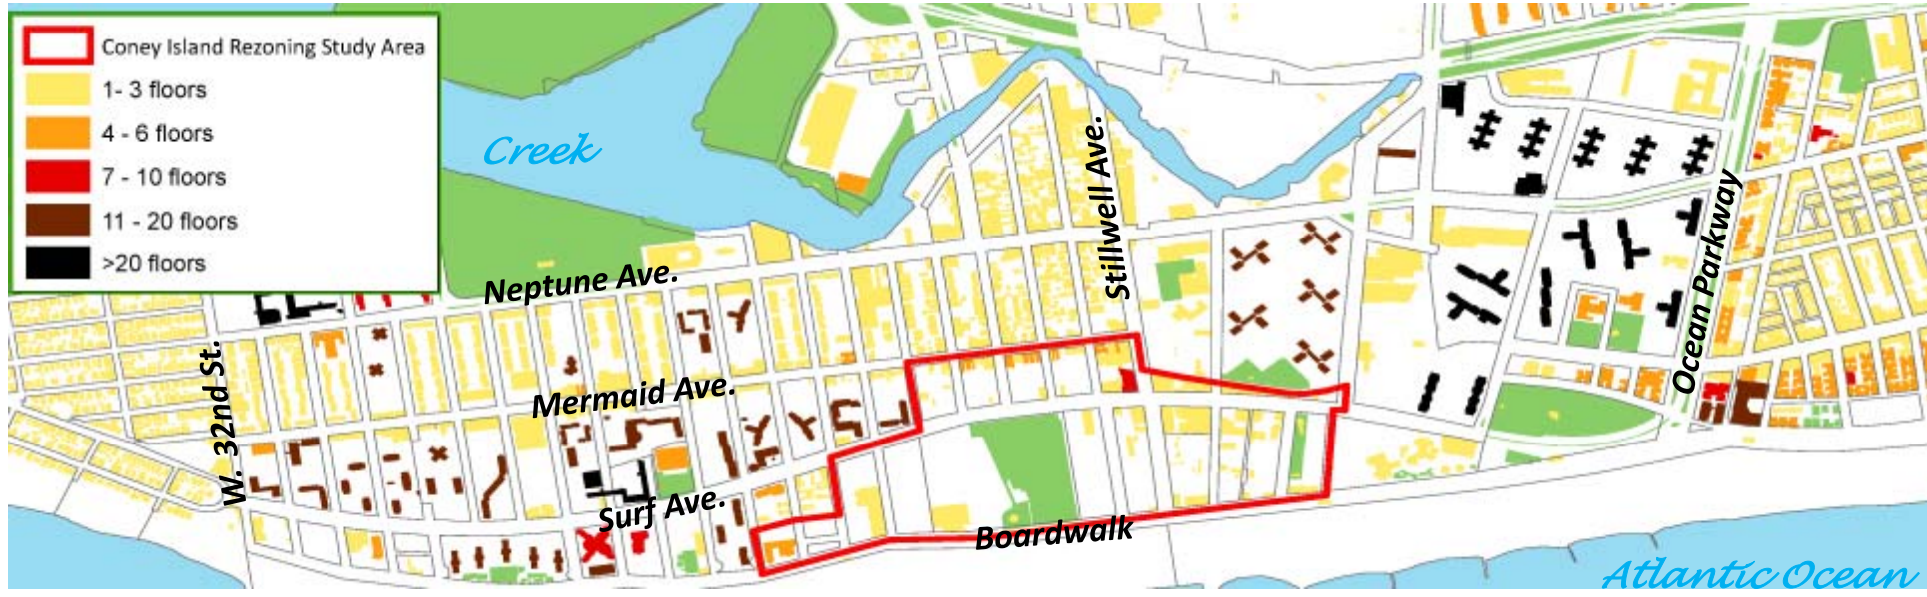 Coney Island Rezoning Study Area
1- 3 floors
4 - 6 floors
7 - 10 floors
11 - 20 floors
>20 floors
Creek
Stillwell Ave.
Ocean Parkway
Neptune Ave.
W. 32nd St.
Mermaid Ave.
Surf Ave.
Boardwalk
Atlantic Ocean